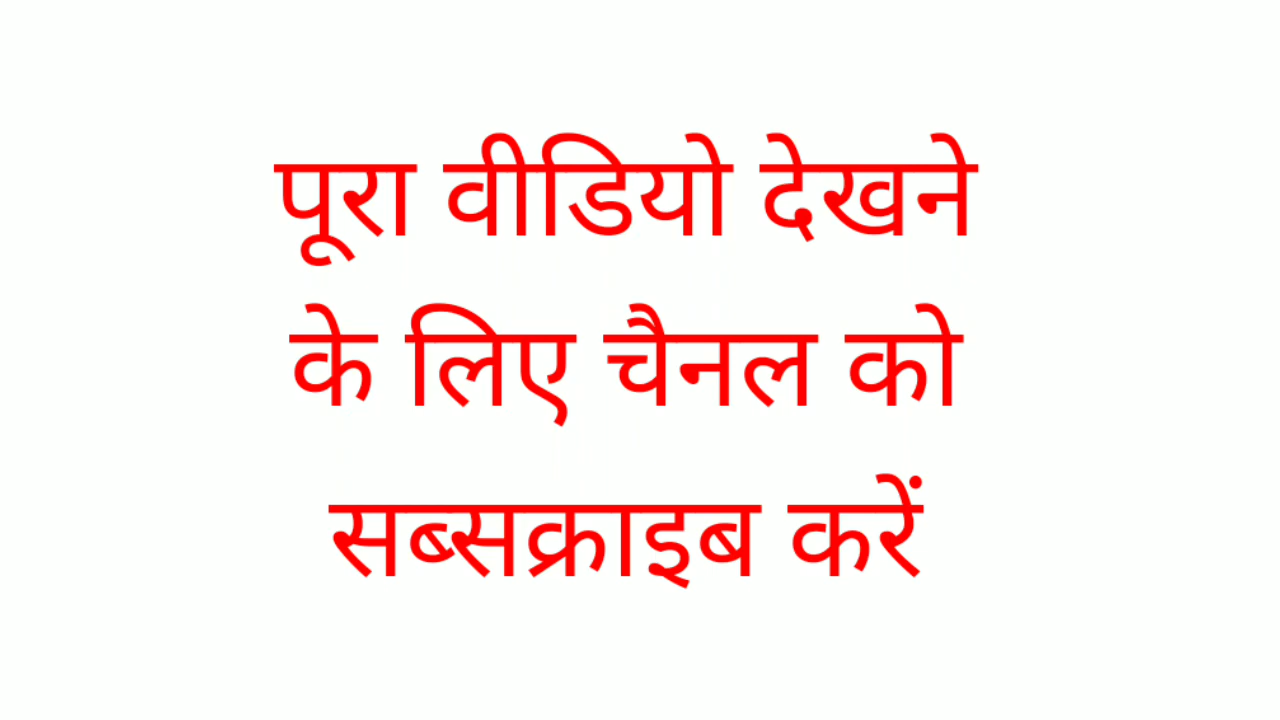 पूरा वीडियो देखने
के लिए चैनल को
सब्सक्राइब करें